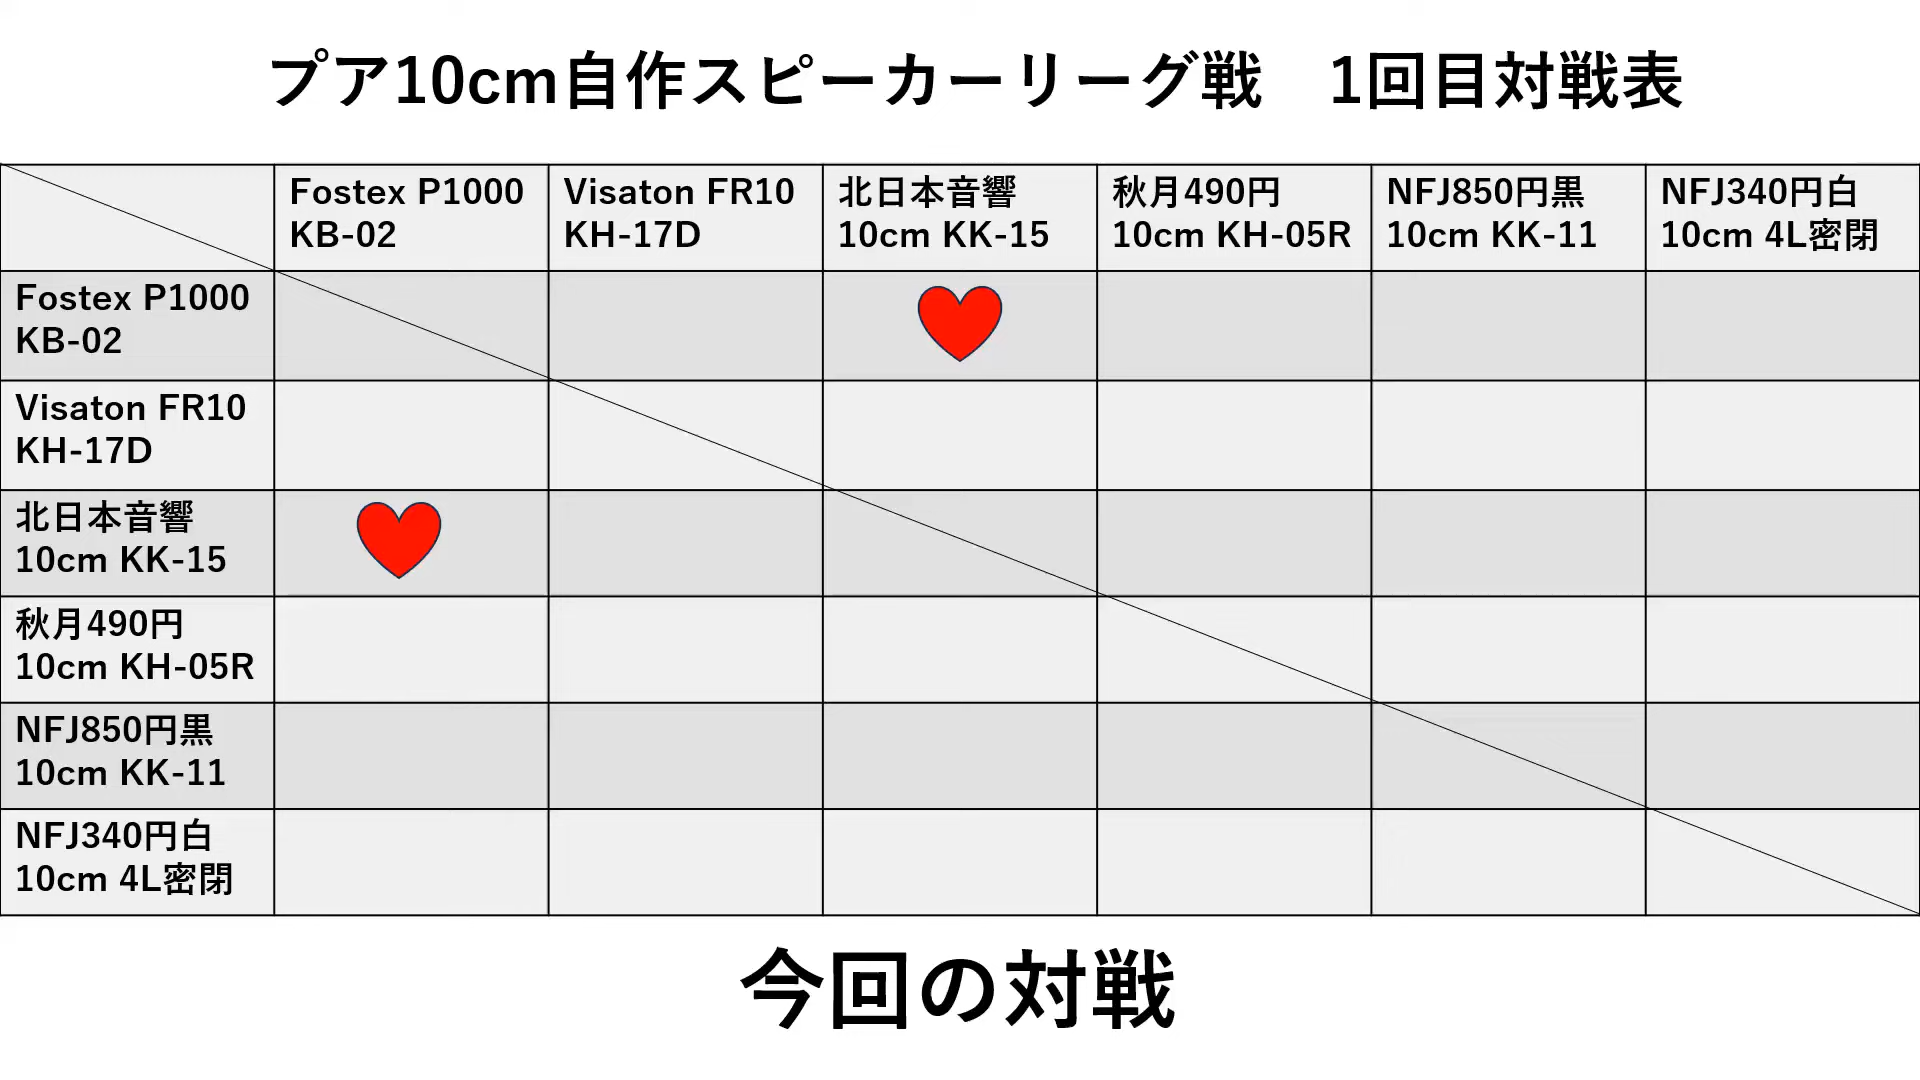 プア10cm自作スピーカーリーグ戦　1回目対戦表
Fostex P1000
KB-02
Visaton FR10
KH-17D
北日本音響
10cm KK-15
秋月490円
10cm KH-05R
NFJ850円黒
10cm KK-11
NFJ340円白
10cm 4L密閉
Fostex P1000
KB-02
Visaton FR10
KH-17D
北日本音響
10cm KK-15
秋月490円
10cm KH-05R
NFJ850円黒
10cm KK-11
NFJ340円白
10cm 4L密閉
今回の対戦